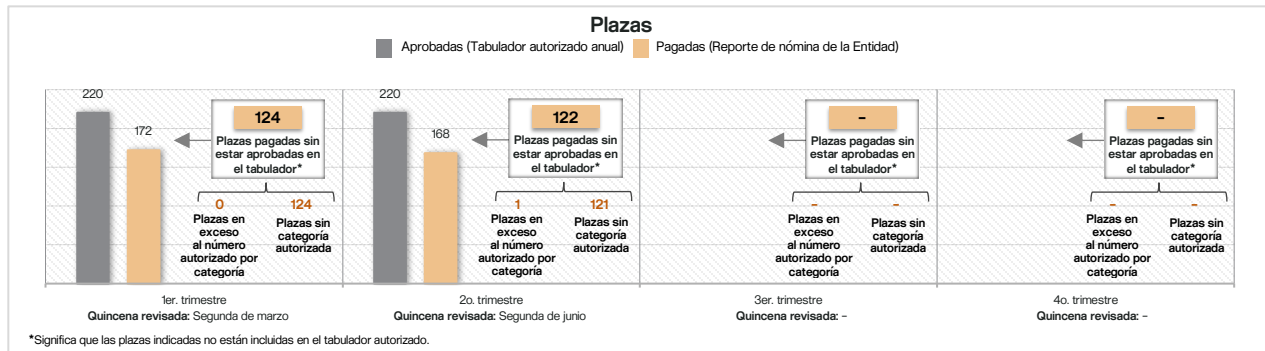 Plazas
Aprobadas (Tabulador autorizado anual)
Pagadas (Reporte de nómina de la Entidad)
220
172
124
Plazas pagadas sin
estar aprobadas en
el tabulador*
0
124
Plazas en
exceso
al número
autorizado por
categoría
Plazas sin
categoría
autorizada
220
168
122
Plazas pagadas sin
estar aprobadas en
el tabulador*
1
121
Plazas en
exceso
al número
autorizado por
categoría
Plazas sin
categoría
autorizada
-
Plazas pagadas sin
estar aprobadas en
el tabulador*
-
-
Plazas en
exceso
al número
autorizado por
categoría
Plazas sin
categoría
autorizada
-
Plazas pagadas sin
estar aprobadas en
el tabulador*
-
-
Plazas en
exceso
al número
autorizado por
categoría
Plazas sin
categoría
autorizada
1er. trimestre
Quincena revisada: Segunda de marzo
2o. trimestre
Quincena revisada: Segunda de junio
3er. trimestre
Quincena revisada: -
4o. trimestre
Quincena revisada: -
*Significa que las plazas indicadas no están incluidas en el tabulador autorizado.